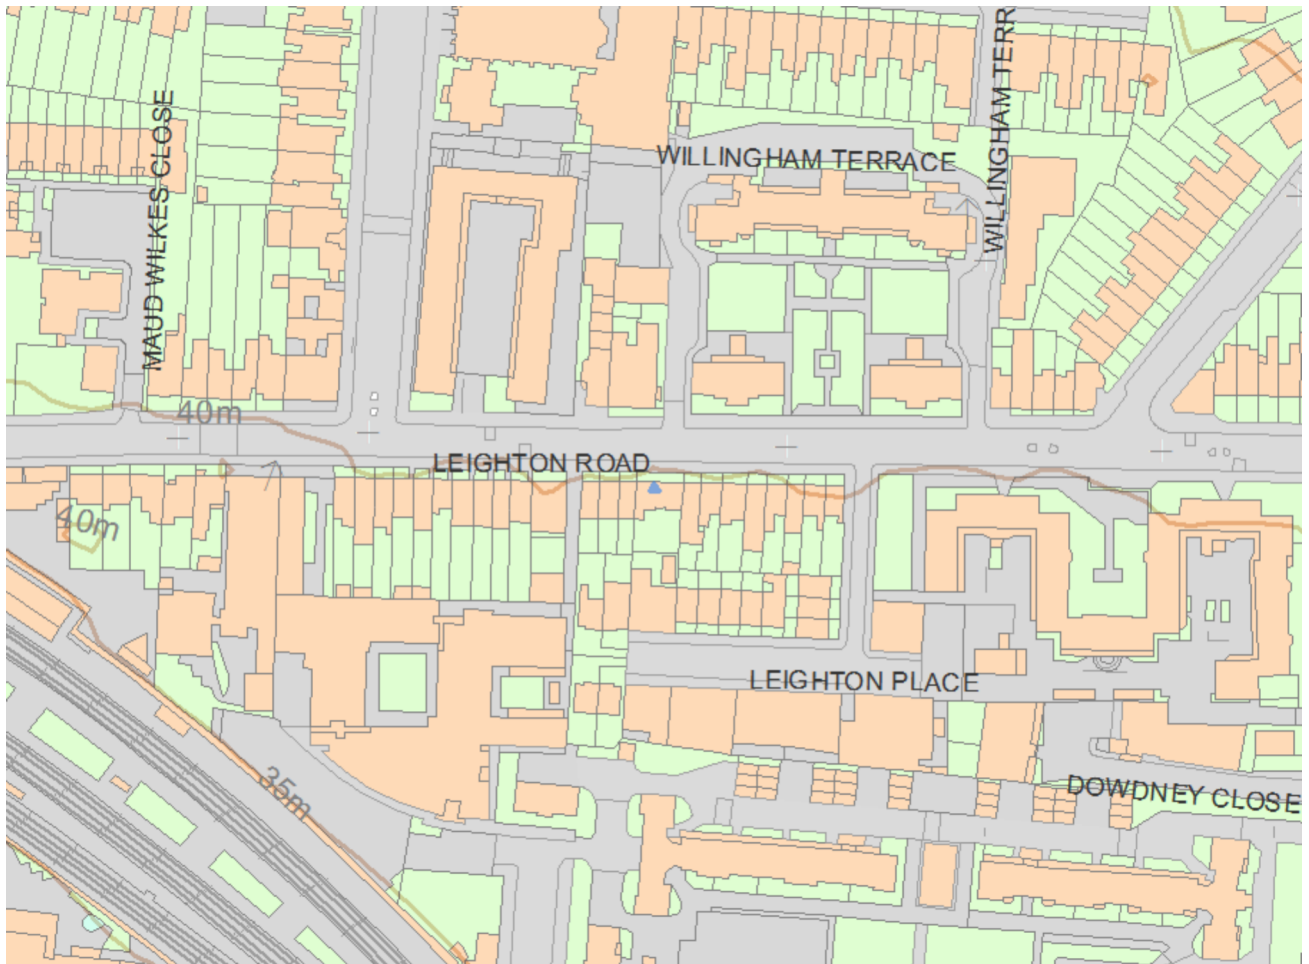 WILLINGHAM TERR
MAUD WILKES CLOSE
WILLINGHAM TERRACE
40m
LEIGHTON ROAD
40m
LEIGHTON PLACE
35m
DOWDNEY CLOSE